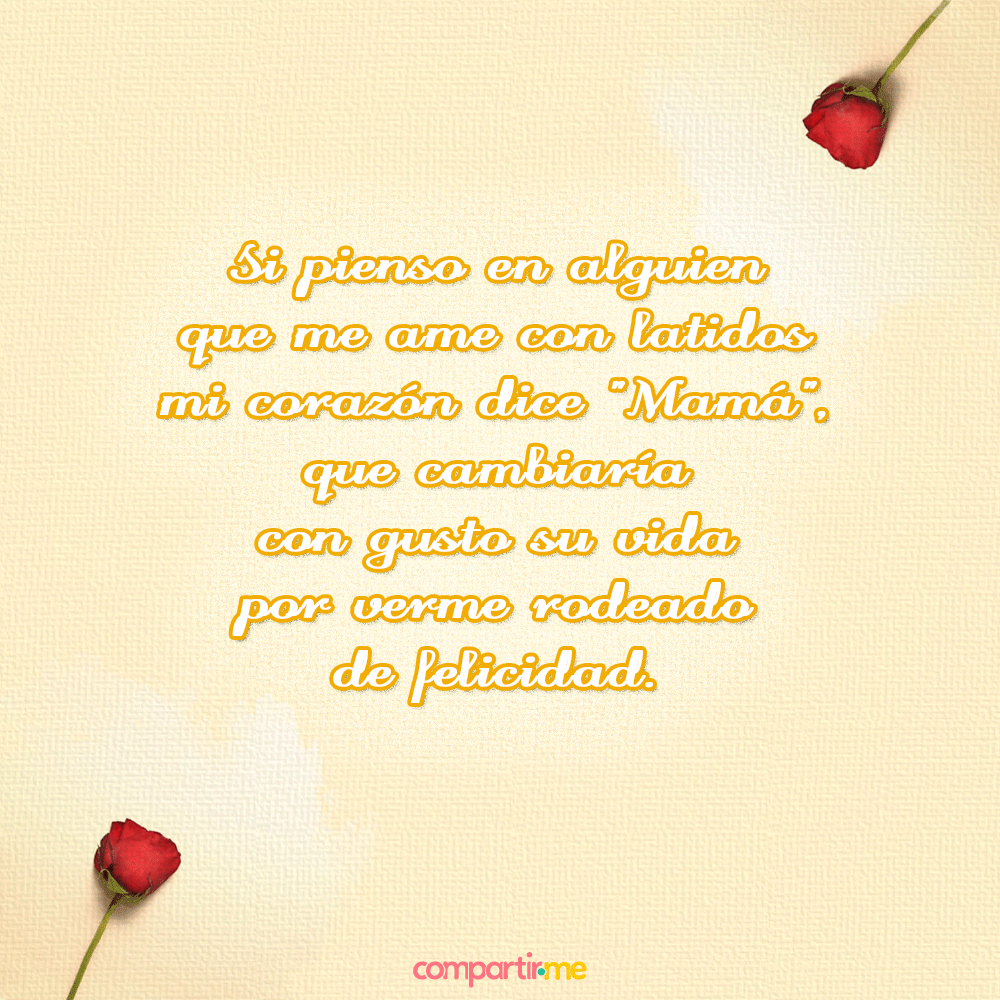 Si pienso en alguien
que me ame con latidos
mi corazón dice "Mamá",
que cambiaría
con gusto su vida
por verme rodeado
de felicidad.
compartir.me